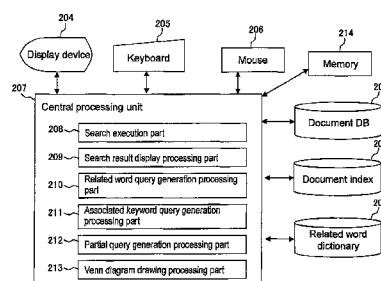 204
Display device
205
Keyboard
206
Mouse
214
Memory
207
Central processing unit
208
Search execution part
209
Search result display processing part
210
Related word query generation processing
part
211
Associated keyword query generation
processing part
212
Partial query generation processing part
213
Venn diagram drawing processing part
Document DB
Document index
Related word
dictionary